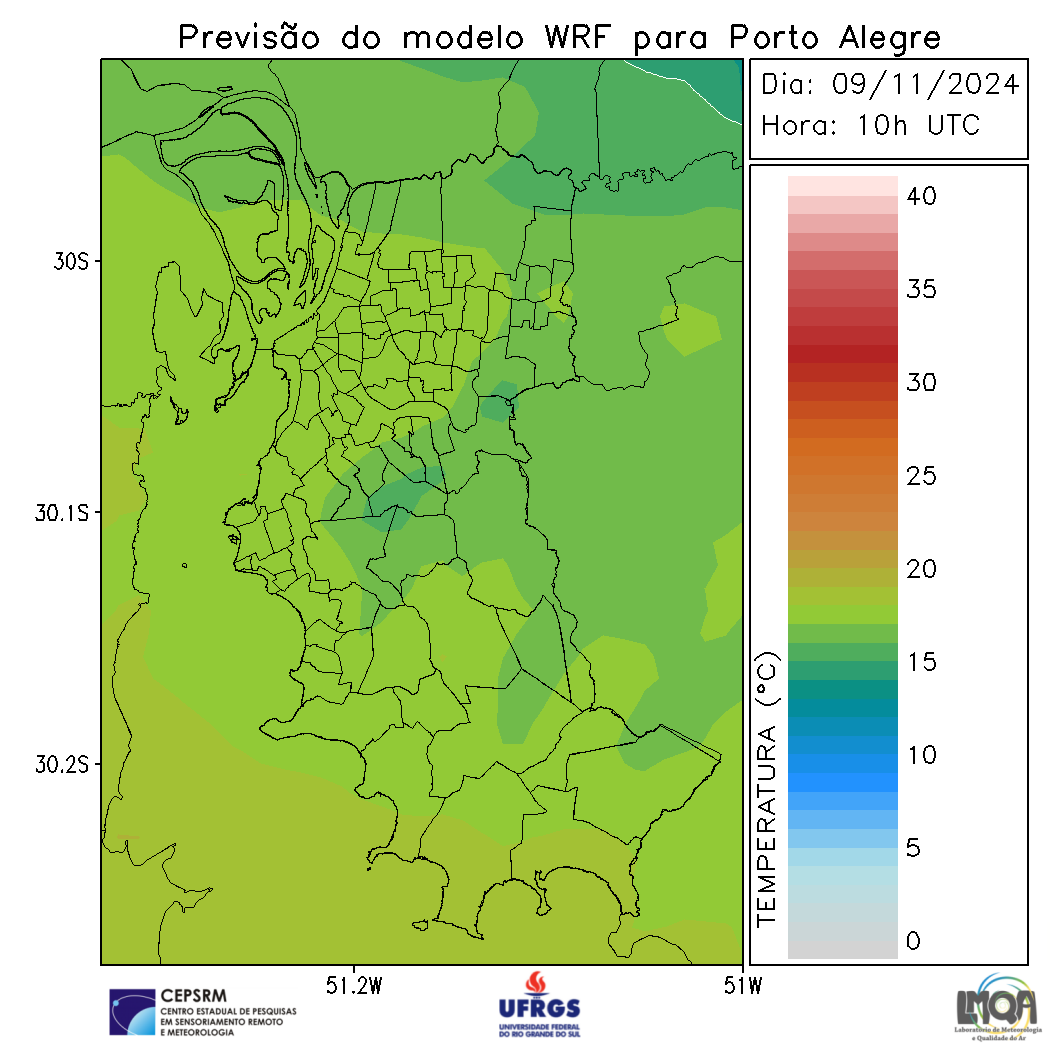 Previsão do modelo WRF para Porto Alegre
Dia: 09/11/2024
Hora: 10h UTC
40
35
30
25
20
15
10
5
0
TEMPERATURA (°C)
30S
30.1S
30.2S
51.2W
51W
CEPSRM
CENTRO ESTADUAL DE PESQUISAS
EM SENSORIAMENTO REMOTO
E METEOROLOGIA
UFRGS
UNIVERSIDADE FEDERAL
DO RIO GRANDE DO SUL
LMQA
Laboratório de Meteorologia
e Qualidade do Ar